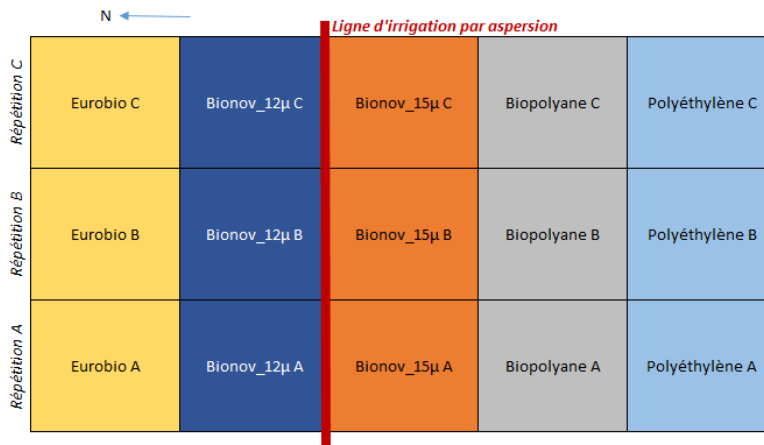 N
Ligne d'irrigation par aspersion
Répétition C
Eurobio C
Bionov_12µ C
Bionov_15µ C
Biopolyane C
Polyéthylène C
Répétition B
Eurobio B
Bionov_12µ B
Bionov_15µ B
Biopolyane B
Polyéthylène B
Répétition A
Eurobio A
Bionov_12µ A
Bionov_15µ A
Biopolyane A
Polyéthylène A